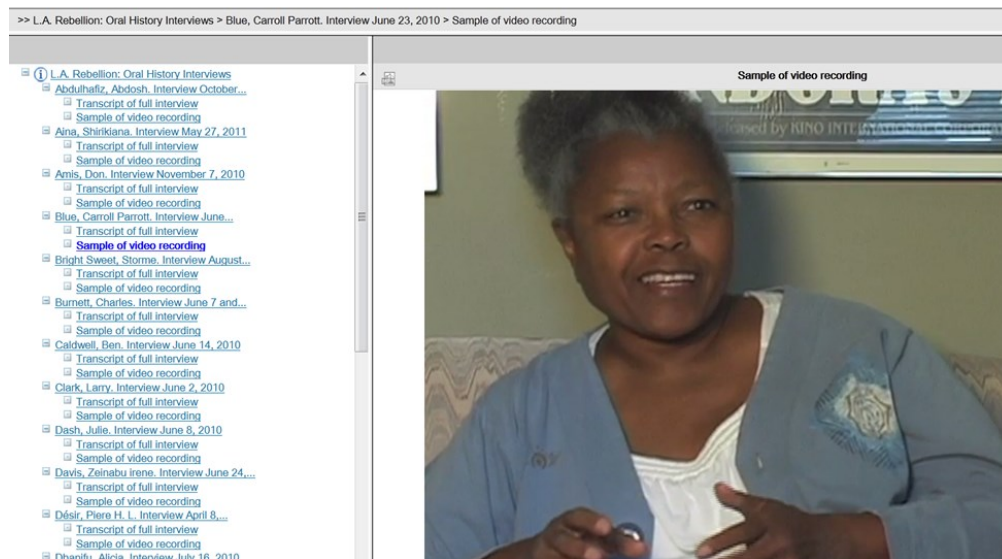 >> L.A. Rebellion: Oral History Interviews > Blue, Carroll Parrott. Interview June 23, 2010 > Sample of video recording
L.A. Rebellion: Oral History Interviews
Abdulhafiz, Abdosh. Interview October...
Transcript of full interview
Sample of video recording
Aina, Shirikiana. Interview May 27, 2011
Transcript of full interview
Sample of video recording
Amis, Don. Interview November 7, 2010
Transcript of full interview
Sample of video recording
Blue, Carroll Parrott. Interview June...
Transcript of full interview
Sample of video recording
Bright Sweet, Storme. Interview August...
Transcript of full interview
Sample of video recording
Burnett, Charles. Interview June 7 and...
Transcript of full interview
Sample of video recording
Caldwell, Ben. Interview June 14, 2010
Transcript of full interview
Sample of video recording
Clark, Larry. Interview June 2, 2010
Transcript of full interview
Sample of video recording
Dash, Julie. Interview June 8, 2010
Transcript of full interview
Sample of video recording
Davis, Zeinabu irene. Interview June 24,...
Transcript of full interview
Sample of video recording
Désir, Piere H. L. Interview April 8,...
Transcript of full interview
Sample of video recording
Dhanifu, Alicia. Interview July 16, 2010
Sample of video recording
by KINO